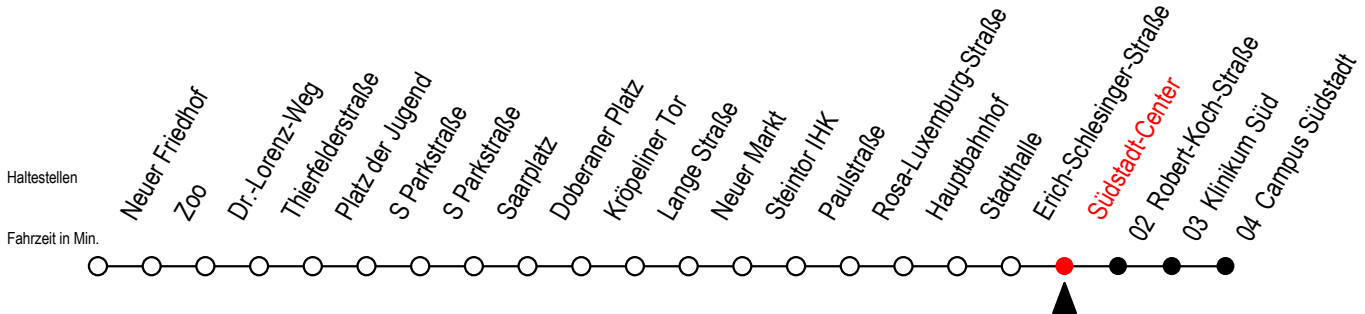 Haltestellen
Neuer Friedhof
Zoo
Dr.-Lorenz-Weg
Thierfelderstraße
Platz der Jugend
S Parkstraße
S Parkstraße
Saarplatz
Doberaner Platz
Kröpeliner Tor
Lange Straße
Neuer Markt
Steintor IHK
Paulstraße
Rosa-Luxemburg-Straße
Hauptbahnhof
Stadthalle
Erich-Schlesinger-Straße
Südstadt-Center
02 Robert-Koch-Straße
03 Klinikum Süd
04 Campus Südstadt
Fahrzeit in Min.